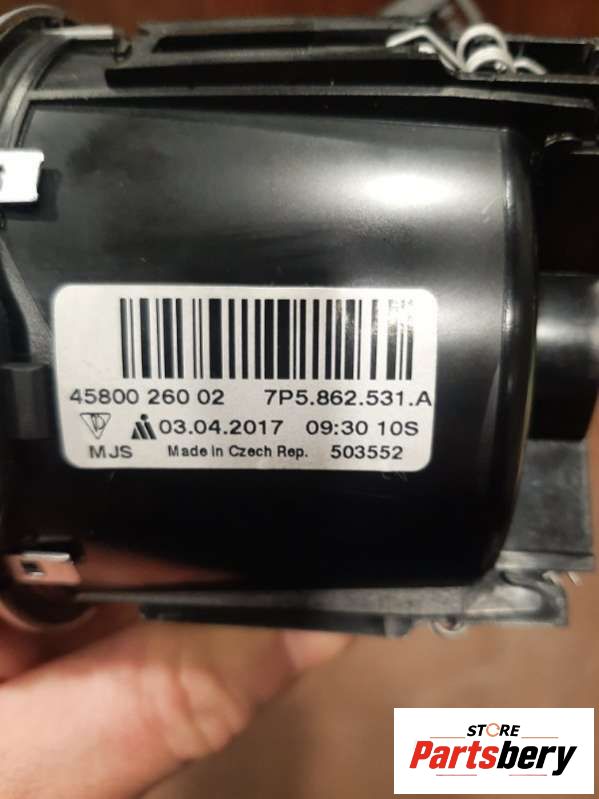 45800 260 02 7P5.862.531.A
03.04.2017 09:30 10S
MJS Made in Czech Rep. 503552
STORE
Partsbery